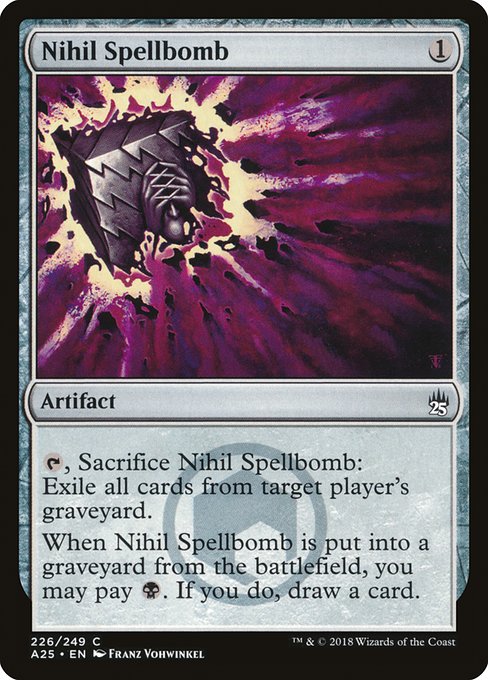 Nihil Spellbomb 1
Artifact
25
, Sacrifice Nihil Spellbomb:
Exile all cards from target player's
graveyard.
When Nihil Spellbomb is put into a
graveyard from the battlefield, you
may pay . If you do, draw a card.
226/249 C
A25 • EN Franz Vohwinkel
™ & © 2018 Wizards of the Coast